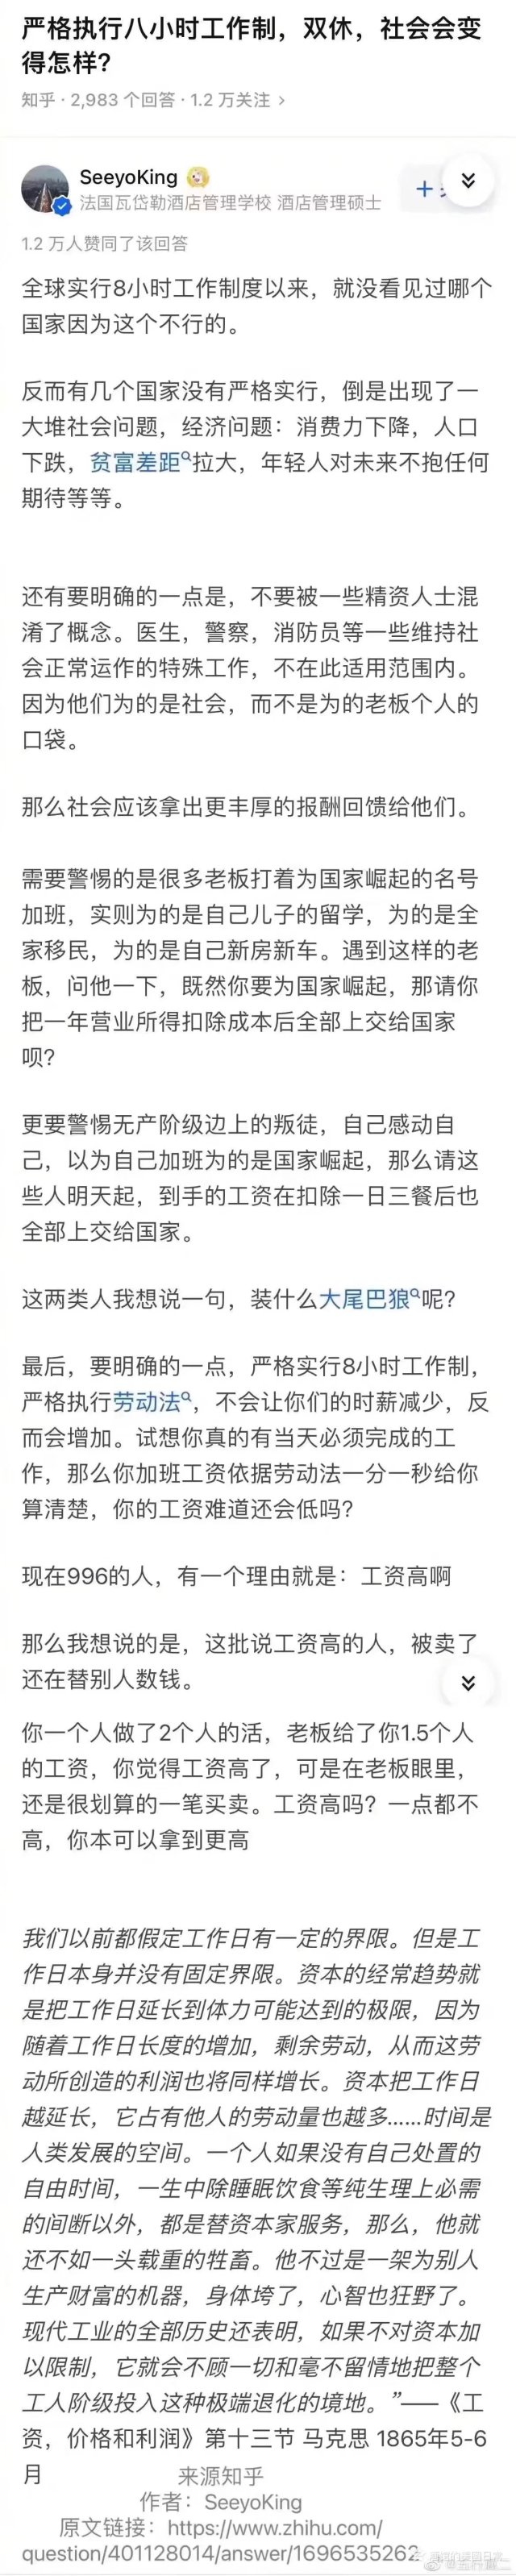 严格执行八小时工作制，双休，社会会变
得怎样？
知乎 · 2,983 个回答 · 1.2 万关注 >
SeeyoKing
法国瓦岱勒酒店管理学校 酒店管理硕士
1.2 万人赞同了该回答
全球实行8小时工作制度以来，就没看见过哪个
国家因为这个不行的。
反而有几个国家没有严格实行，倒是出现了一
大堆社会问题，经济问题：消费力下降，人口
下跌，贫富差距拉大，年轻人对未来不抱任何
期待等等。
还有要明确的一点是，不要被一些精资人士混
淆了概念。医生，警察，消防员等一些维持社
会正常运作的特殊工作，不在此适用范围内。
因为他们为的是社会，而不是为的老板个人的
口袋。
那么社会应该拿出更丰厚的报酬回馈给他们。
需要警惕的是很多老板打着为国家崛起的名号
加班，实则为的是自己儿子的留学，为的是全
家移民，为的是自己新房新车。遇到这样的老
板，问他一下，既然你要为国家崛起，那请你
把一年营业所得扣除成本后全部上交给国家
呗？
更要警惕无产阶级边上的叛徒，自己感动自
己，以为自己加班为的是国家崛起，那么请这
些人明天起，到手的工资在扣除一日三餐后也
全部上交给国家。
这两类人我想说一句，装什么大尾巴狼呢？
最后，要明确的一点，严格实行8小时工作制，
严格执行劳动法，不会让你们的时薪减少，反
而会增加。试想你真的有当天必须完成的工
作，那么你加班工资依据劳动法一分一秒给你
算清楚，你的工资难道还会低吗？
现在996的人，有一个理由就是：工资高啊
那么我想说的是，这批说工资高的人，被卖了
还在替别人数钱。
你一个人做了2个人的活，老板给了你1.5个人
的工资，你觉得工资高了，可是在老板眼里，
还是很划算的一笔买卖。工资高吗？一点都不
高，你本可以拿到更高
我们以前都假定工作日有一定的界限。但是工
作日本身并没有固定界限。资本的经常趋势就
是把工作日延长到体力可能达到的极限，因为
随着工作日长度的增加，剩余劳动，从而这劳
动所创造的利润也将同样增长。资本把工作日
越延长，它占有他人的劳动量也越多……时间是
人类发展的空间。一个人如果没有自己处置的
自由时间，一生中除睡眠饮食等纯生理上必需
的间断以外，都是替资本家服务，那么，他就
还不如一头载重的牲畜。他不过是一架为别人
生产财富的机器，身体垮了，心智也狂野了。
现代工业的全部历史还表明，如果不对资本加
以限制，它就会不顾一切和毫不留情地把整个
工人阶级投入这种极端退化的境地。”——《工
资，价格和利润》第十三节 马克思 1865年5-6
月
来源知乎
作者：SeeyoKing
原文链接：https://www.zhihu.com/
question/401128014/answer/1696535262